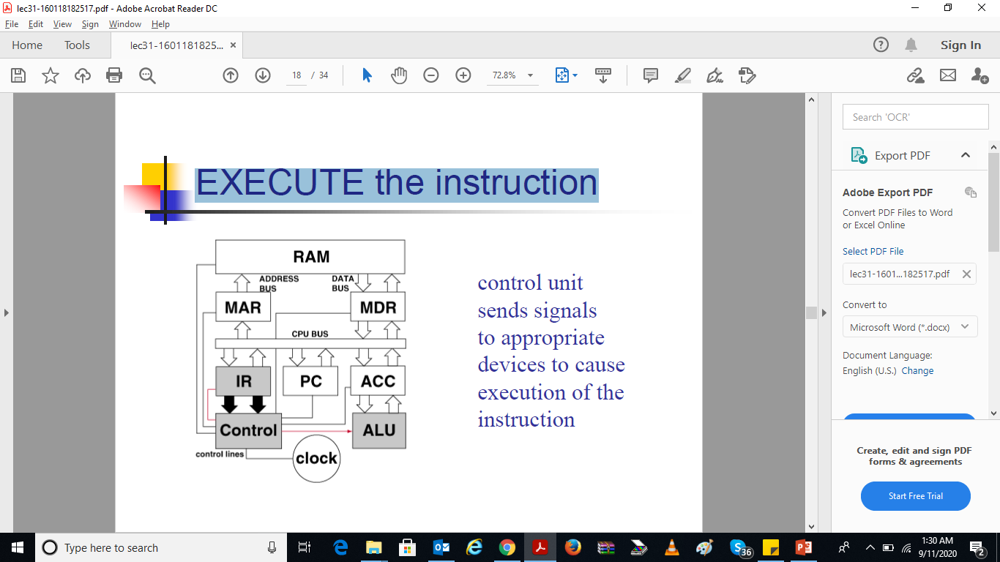 lec31-160118182517.pdf - Adobe Acrobat Reader DC
File Edit View Sign Window Help
Home Tools lec31-1601181825... ×
? Sign In
18 / 34 72.8%
EXECUTE the instruction
RAM
ADDRESS BUS
DATA BUS
MAR MDR
CPU BUS
IR PC ACC
Control ALU
control lines
clock
control unit
sends signals
to appropriate
devices to cause
execution of the
instruction
Search 'OCR'
Export PDF
Adobe Export PDF
Convert PDF Files to Word
or Excel Online
Select PDF File
lec31-1601...182517.pdf
Convert to
Microsoft Word (*.docx)
Document Language:
English (U.S.) Change
Create, edit and sign PDF
forms & agreements
Start Free Trial
Type here to search
36
1:30 AM
9/11/2020
2